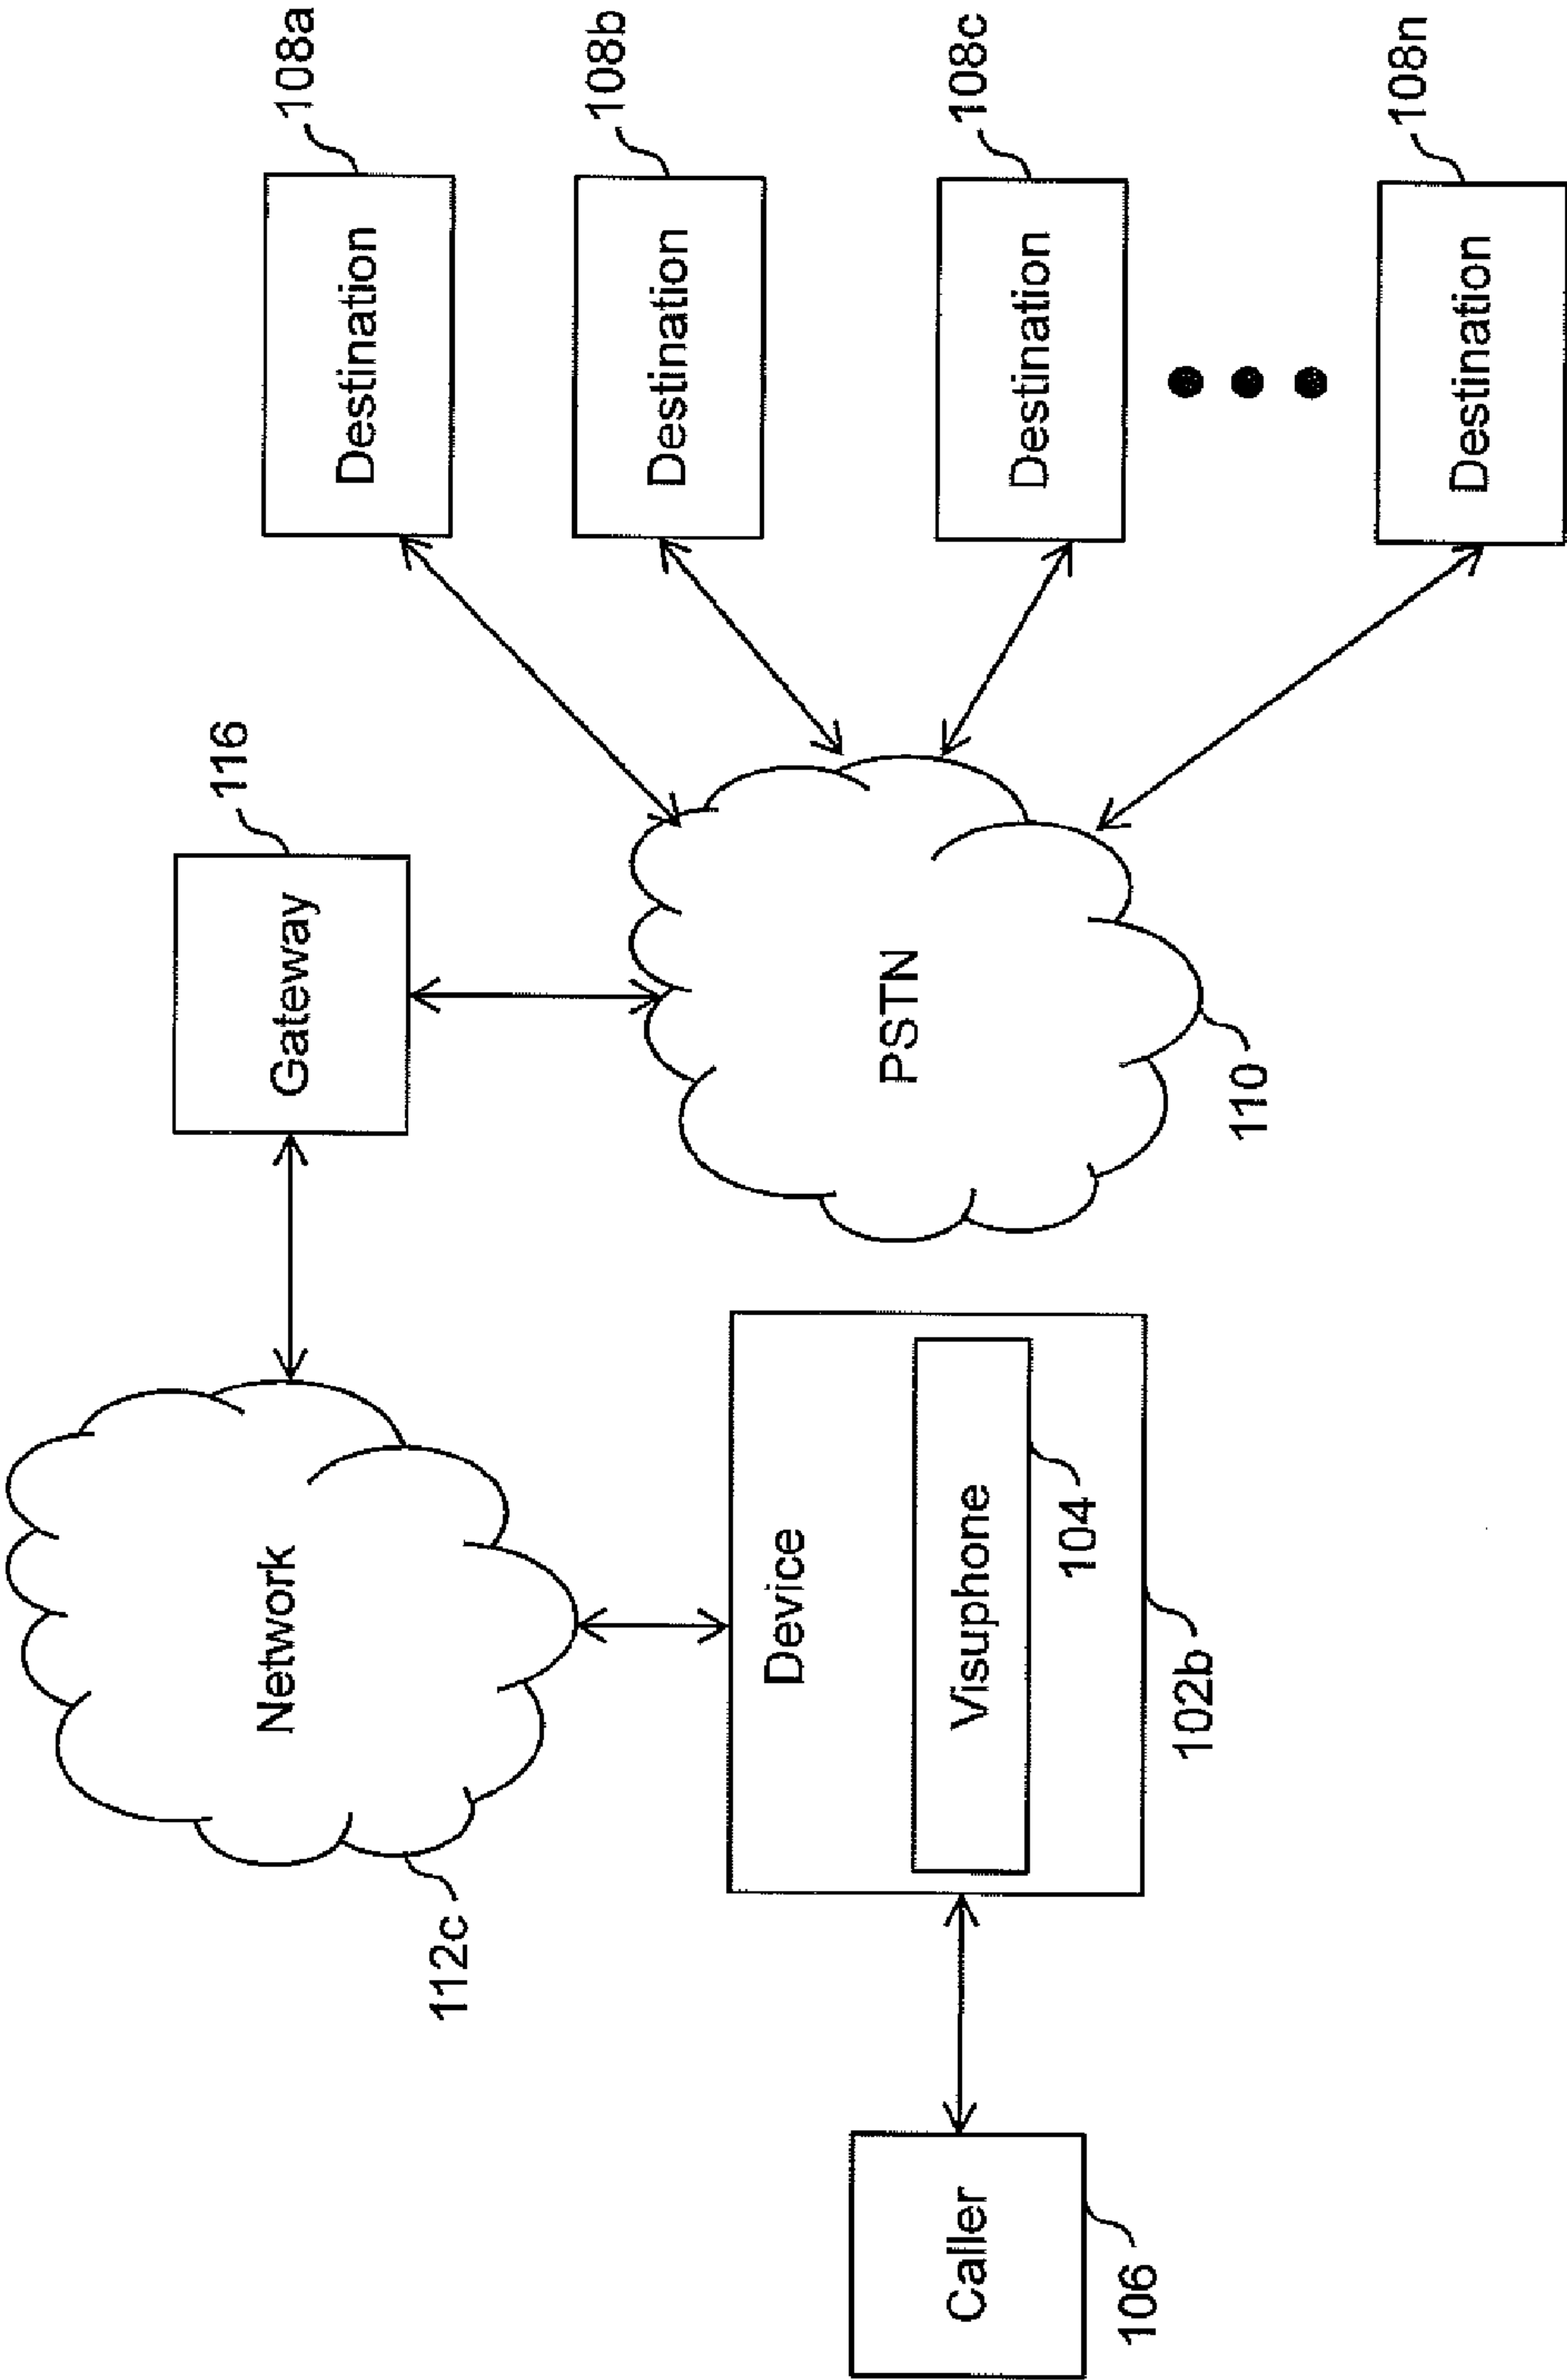 Network
112c
Gateway
116
Destination
108a
Destination
108b
Destination
108c
Destination
108n
PSTN
110
Device
Visuphone
104
102b
Caller
106